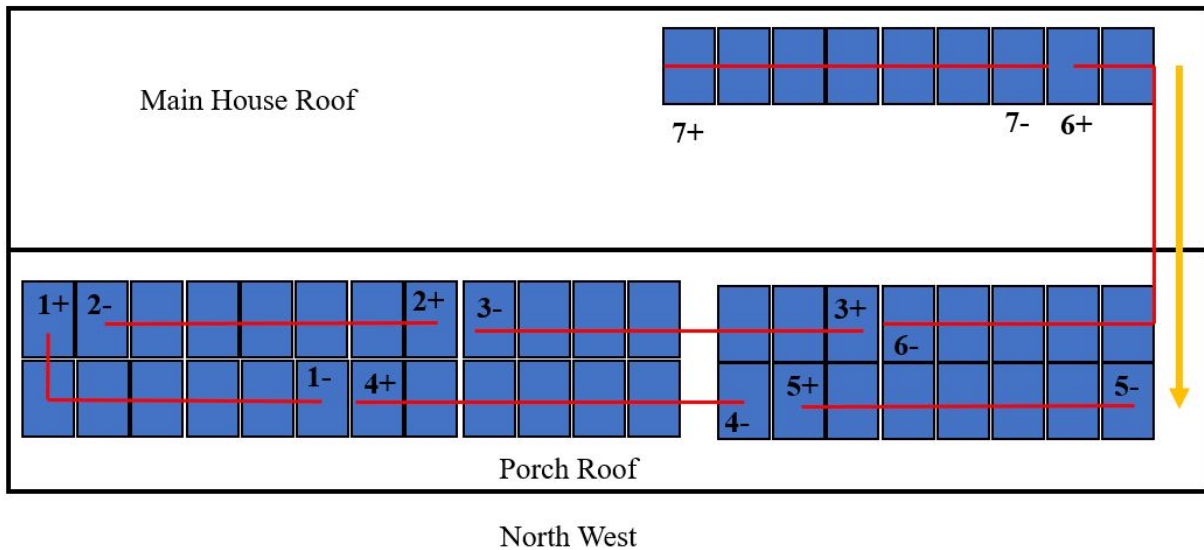 Main House Roof
7+ 7- 6+
1+ 2- 2+ 3- 3+
6-
1- 4+ 5+ 5-
4-
Porch Roof
North West